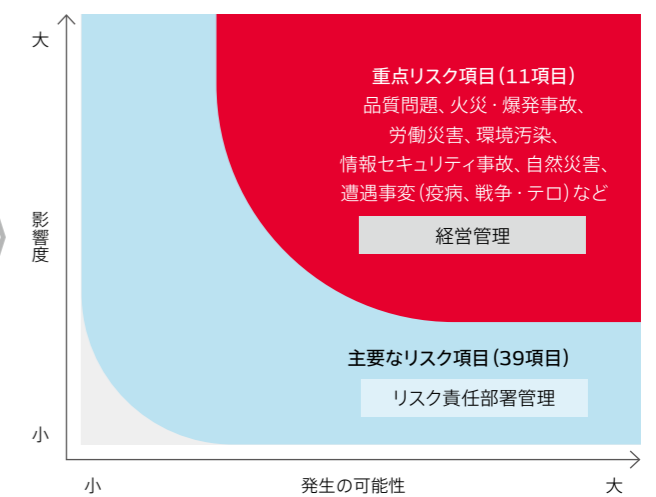 大
重点リスク項目（11項目）
品質問題、火災・爆発事故、
労働災害、環境汚染、
情報セキュリティ事故、自然災害、
遭遇事変（疫病、戦争・テロ）など
経営管理
影響度
主要なリスク項目（39項目）
リスク責任部署管理
小
小
発生の可能性
大